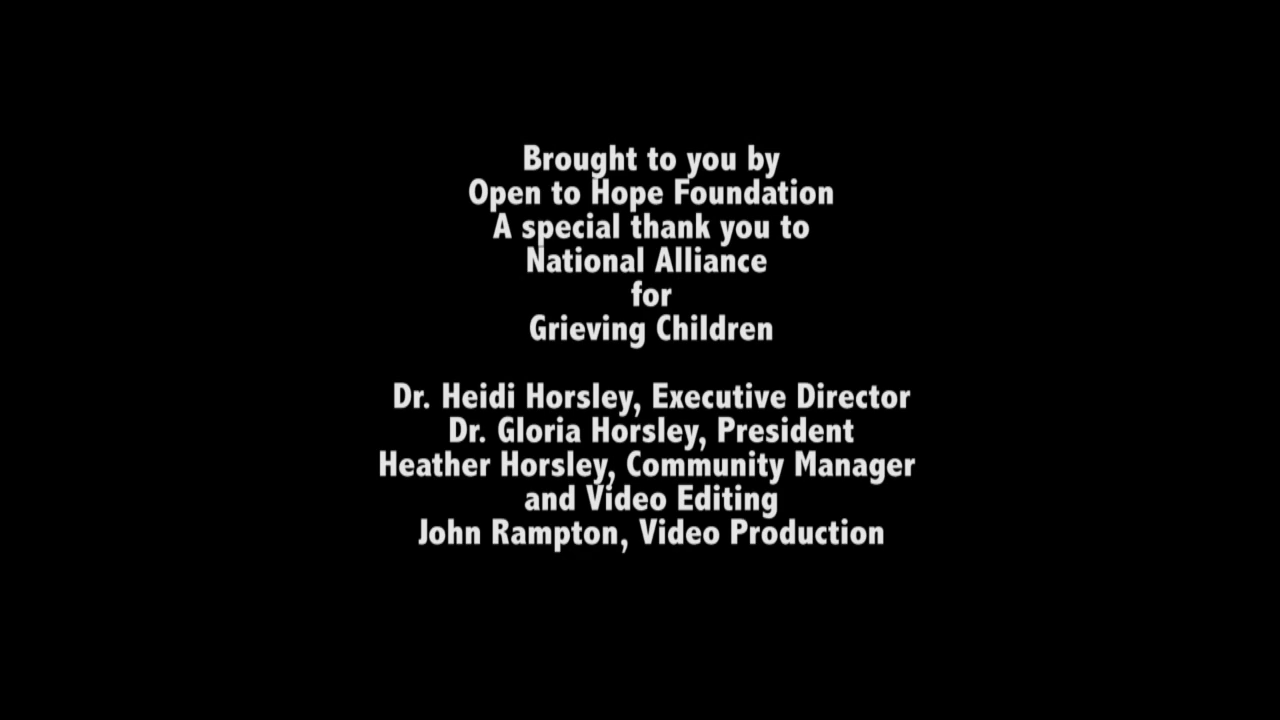 Brought to you by
Open to Hope Foundation
A special thank you to
National Alliance
for
Grieving Children
Dr. Heidi Horsley, Executive Director
Dr. Gloria Horsley, President
Heather Horsley, Community Manager
and Video Editing
John Rampton, Video Production